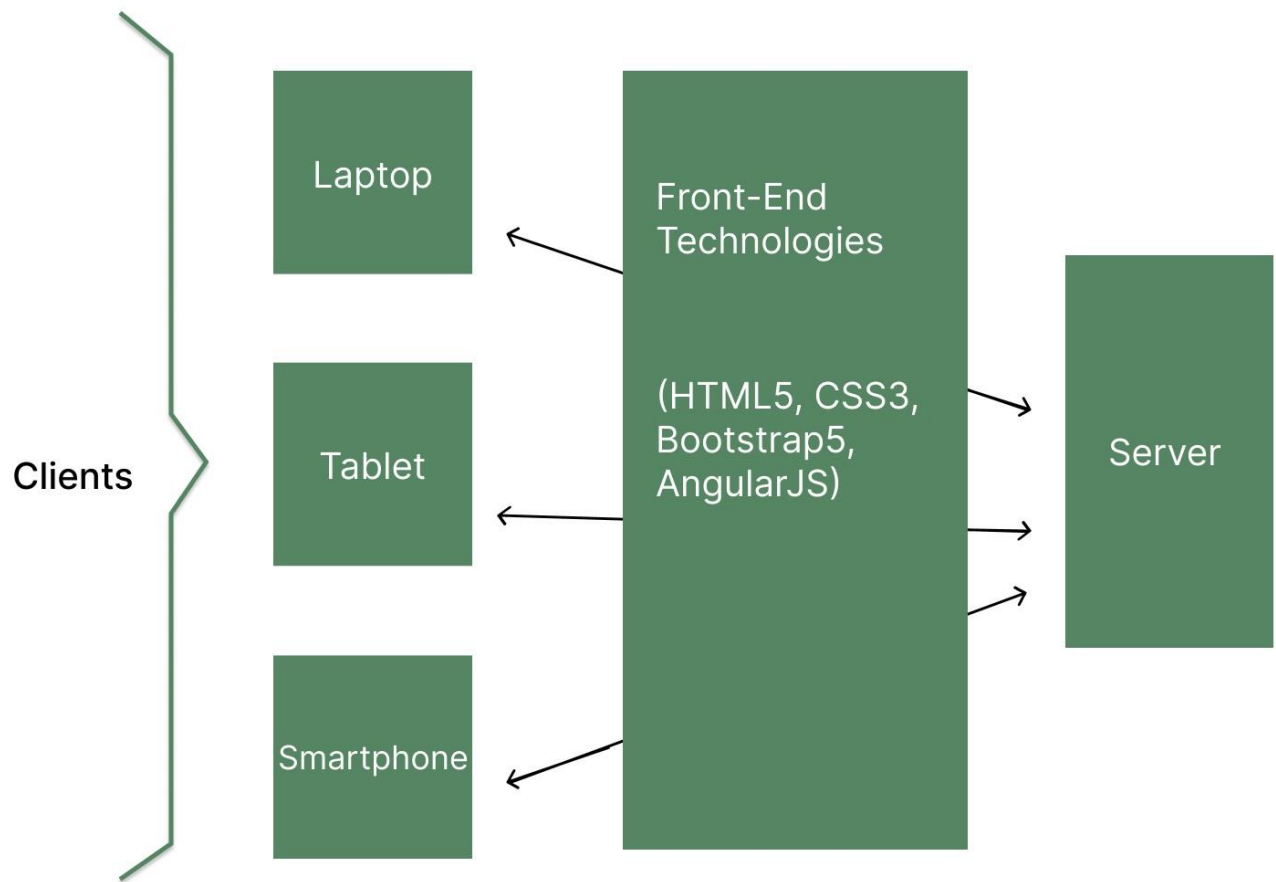 Clients
Laptop
Tablet
Smartphone
Front-End
Technologies
(HTML5, CSS3,
Bootstrap5,
AngularJS)
Server